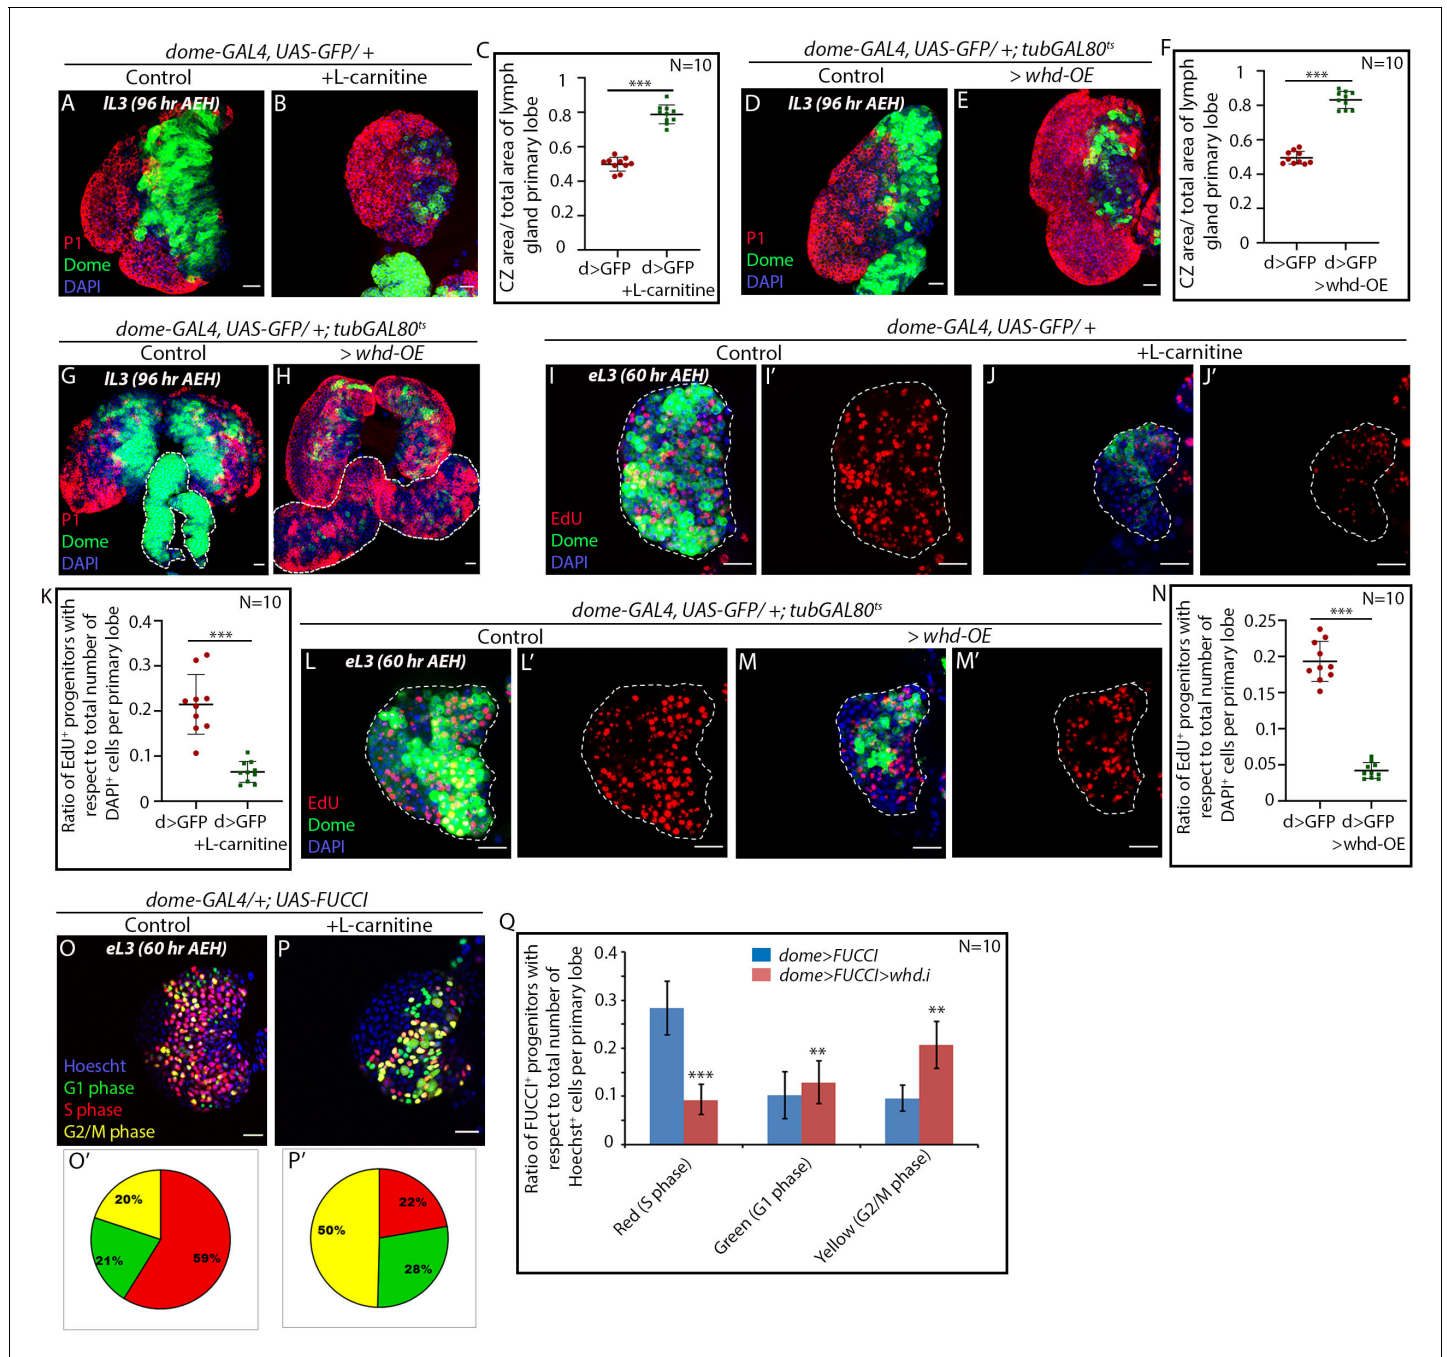 dome-GAL4, UAS-GFP/ +
Control
+L-carnitine
A
lL3 (96 hr AEH)
P1
Dome
DAPI
B
C
N=10
***
CZ area/ total area of lymph
gland primary lobe
1
0.8
0.6
0.4
0.2
0
d>GFP
d>GFP
+L-carnitine
dome-GAL4, UAS-GFP/ +; tubGAL80ts
Control
> whd-OE
D
lL3 (96 hr AEH)
P1
Dome
DAPI
E
F
N=10
***
CZ area/ total area of lymph
gland primary lobe
1
0.8
0.6
0.4
0.2
0
d>GFP
d>GFP
>whd-OE
dome-GAL4, UAS-GFP/ +; tubGAL80ts
Control
> whd-OE
G
lL3 (96 hr AEH)
P1
Dome
DAPI
H
dome-GAL4, UAS-GFP/ +
Control
+L-carnitine
I
eL3 (60 hr AEH)
EdU
Dome
DAPI
I’
J
J’
K
N=10
***
Ratio of EdU+ progenitors with
respect to total number of
DAPI+ cells per primary lobe
0.4
0.3
0.2
0.1
0
d>GFP
d>GFP
+L-carnitine
dome-GAL4, UAS-GFP/ +; tubGAL80ts
Control
> whd-OE
L
eL3 (60 hr AEH)
EdU
Dome
DAPI
L’
M
M’
N
N=10
***
Ratio of EdU+ progenitors with
respect to total number of
DAPI+ cells per primary lobe
0.25
0.2
0.15
0.1
0.05
0
d>GFP
d>GFP
>whd-OE
dome-GAL4/+; UAS-FUCCI
Control
+L-carnitine
O
eL3 (60 hr AEH)
Hoescht
G1 phase
S phase
G2/M phase
P
O’
20%
21%
59%
P’
22%
50%
28%
Q
N=10
dome>FUCCI
dome>FUCCI>whd.i
Ratio of FUCCI+ progenitors with
respect to total number of
Hoechst+ cells per primary lobe
0.4
0.3
0.2
0.1
0
***
**
**
Red (S phase)
Green (G1 phase)
Yellow (G2/M phase)